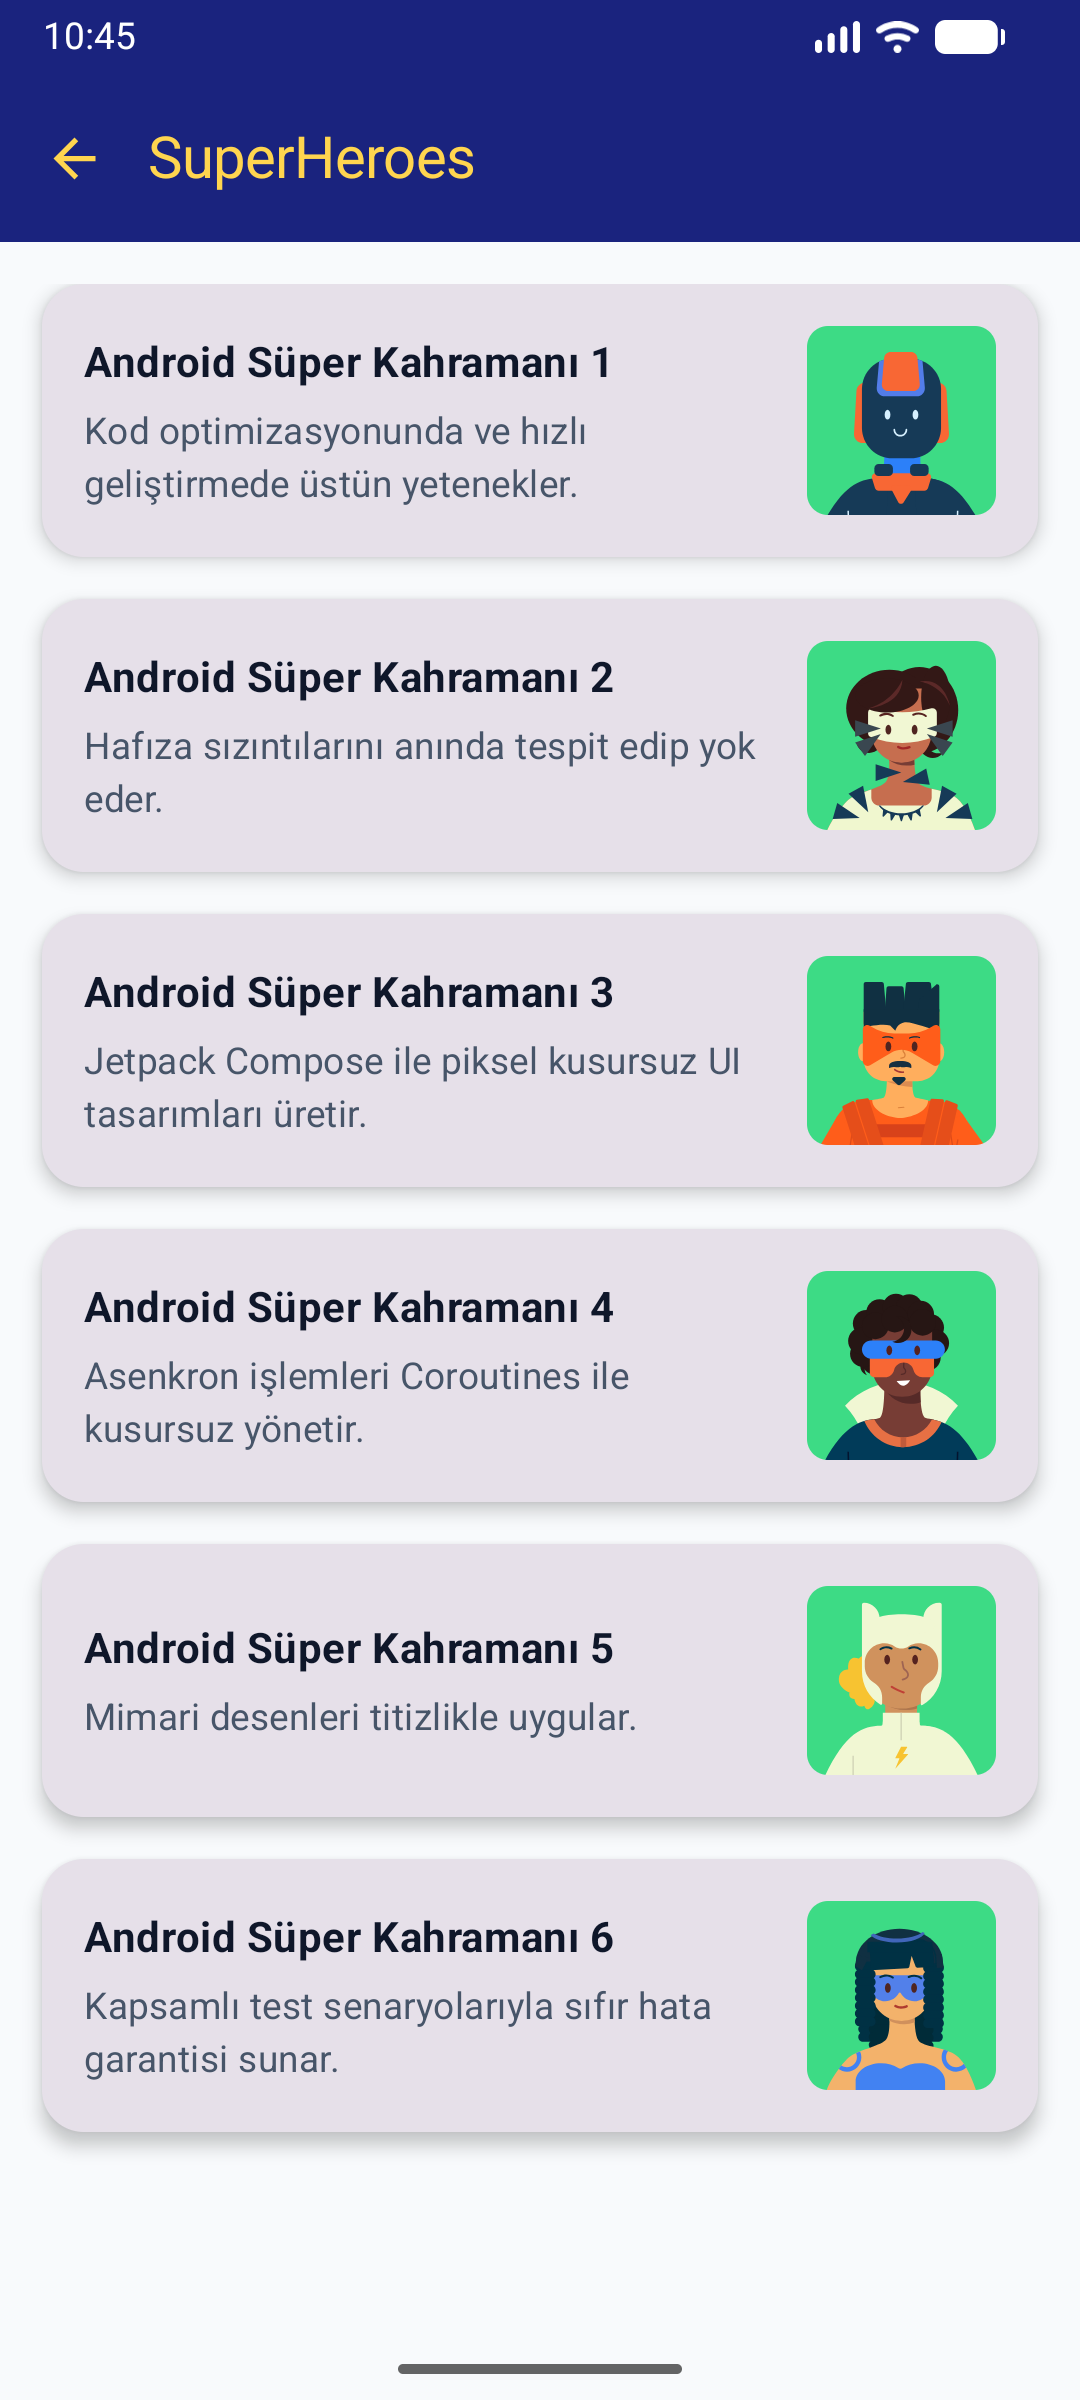 10:45
SuperHeroes
Android Süper Kahramanı 1
Kod optimizasyonunda ve hızlı
geliştirmede üstün yetenekler.
Android Süper Kahramanı 2
Hafıza sızıntılarını anında tespit edip yok
eder.
Android Süper Kahramanı 3
Jetpack Compose ile piksel kusursuz UI
tasarımları üretir.
Android Süper Kahramanı 4
Asenkron işlemleri Coroutines ile
kusursuz yönetir.
Android Süper Kahramanı 5
Mimari desenleri titizlikle uygular.
Android Süper Kahramanı 6
Kapsamlı test senaryolarıyla sıfır hata
garantisi sunar.